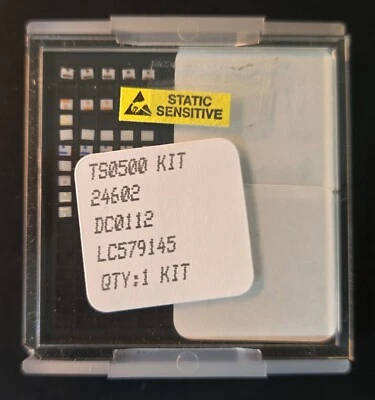 STATIC
SENSITIVE
TS0500 KIT
24602
DC0112
LC579145
QTY:1 KIT